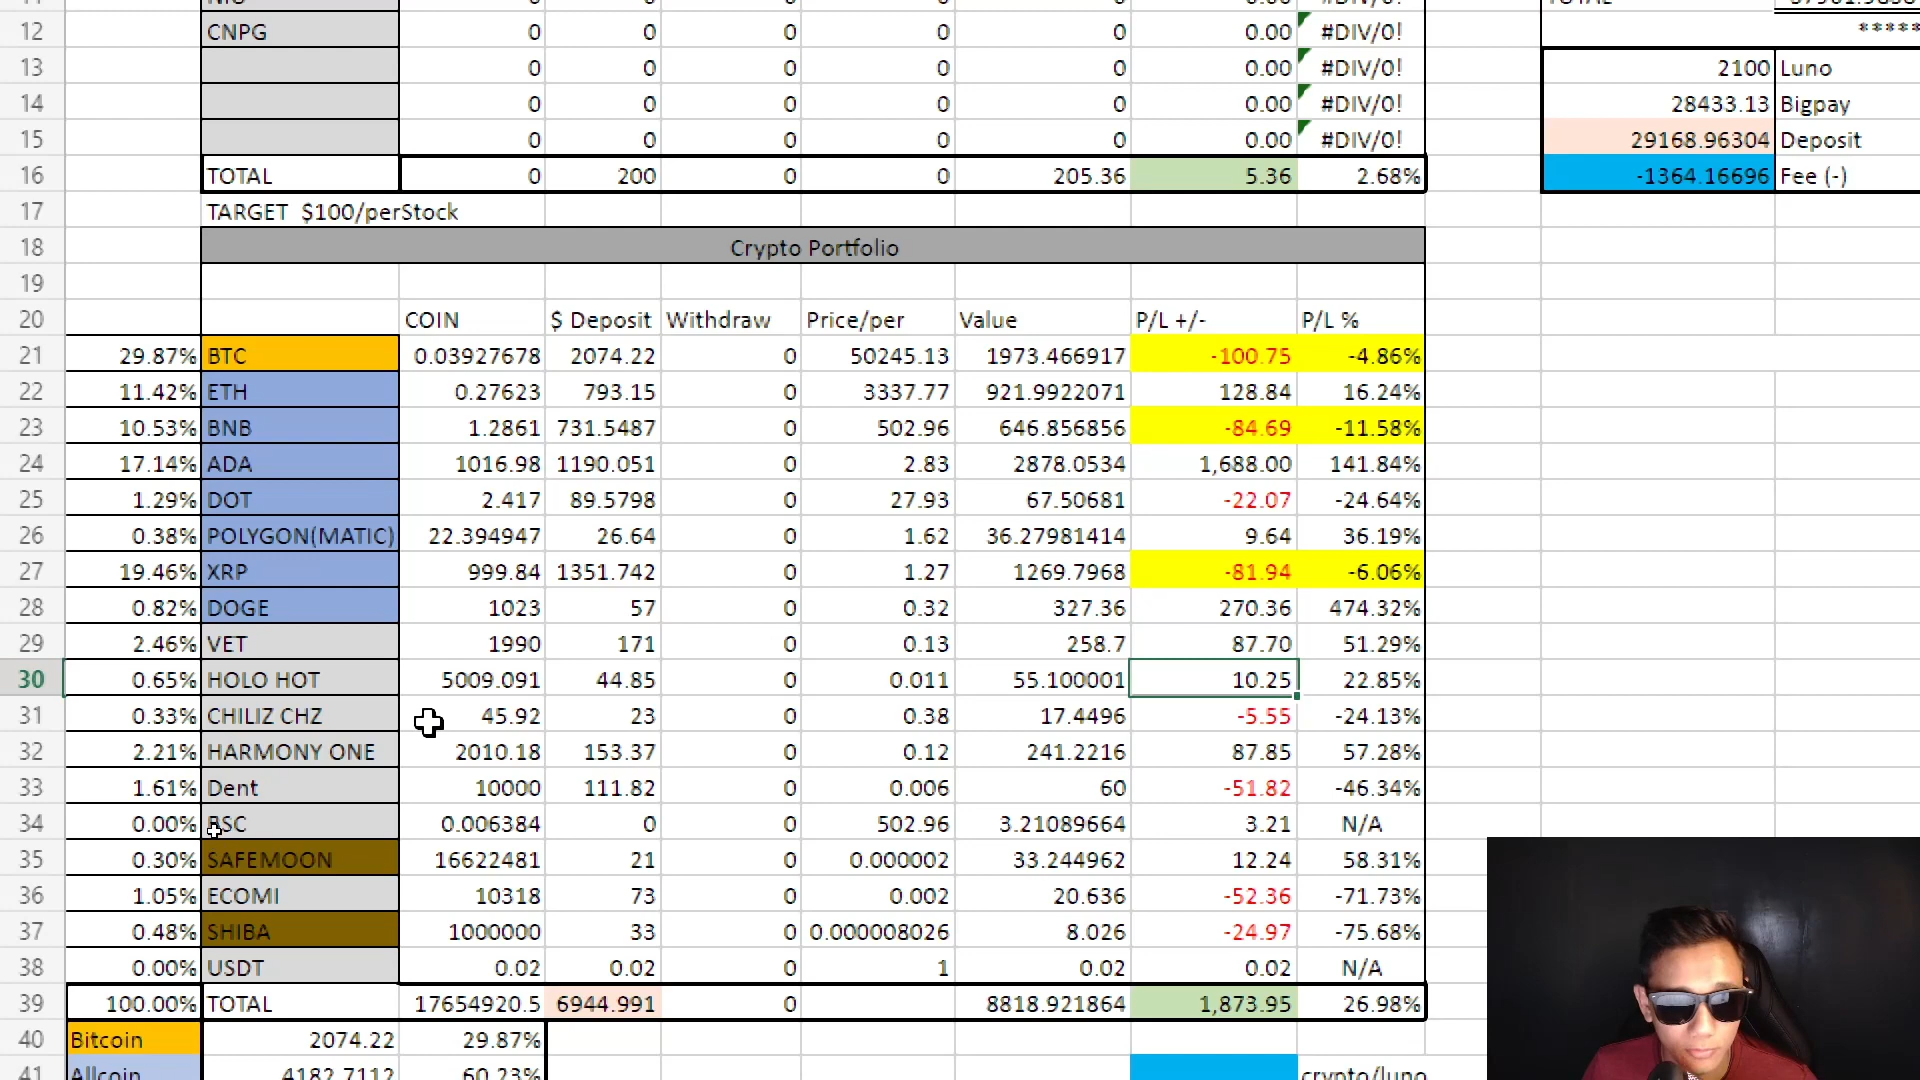 12 CNPG 0 0 0 0 0 0.00 #DIV/0! *****
13 0 0 0 0 0 0.00 #DIV/0! 2100 Luno
14 0 0 0 0 0 0.00 #DIV/0! 28433.13 Bigpay
15 0 0 0 0 0 0.00 #DIV/0! 29168.96304 Deposit
16 TOTAL 0 200 0 0 205.36 5.36 2.68% -1364.16696 Fee (-)
17 TARGET $100/perStock
18 Crypto Portfolio
19
20 COIN $ Deposit Withdraw Price/per Value P/L +/- P/L %
21 29.87% BTC 0.03927678 2074.22 0 50245.13 1973.466917 -100.75 -4.86%
22 11.42% ETH 0.27623 793.15 0 3337.77 921.9922071 128.84 16.24%
23 10.53% BNB 1.2861 731.5487 0 502.96 646.856856 -84.69 -11.58%
24 17.14% ADA 1016.98 1190.051 0 2.83 2878.0534 1,688.00 141.84%
25 1.29% DOT 2.417 89.5798 0 27.93 67.50681 -22.07 -24.64%
26 0.38% POLYGON(MATIC) 22.394947 26.64 0 1.62 36.27981414 9.64 36.19%
27 19.46% XRP 999.84 1351.742 0 1.27 1269.7968 -81.94 -6.06%
28 0.82% DOGE 1023 57 0 0.32 327.36 270.36 474.32%
29 2.46% VET 1990 171 0 0.13 258.7 87.70 51.29%
30 0.65% HOLO HOT 5009.091 44.85 0 0.011 55.100001 10.25 22.85%
31 0.33% CHILIZ CHZ 45.92 23 0 0.38 17.4496 -5.55 -24.13%
32 2.21% HARMONY ONE 2010.18 153.37 0 0.12 241.2216 87.85 57.28%
33 1.61% Dent 10000 111.82 0 0.006 60 -51.82 -46.34%
34 0.00% BSC 0.006384 0 0 502.96 3.21089664 3.21 N/A
35 0.30% SAFEMOON 16622481 21 0 0.000002 33.244962 12.24 58.31%
36 1.05% ECOMI 10318 73 0 0.002 20.636 -52.36 -71.73%
37 0.48% SHIBA 1000000 33 0 0.000008026 8.026 -24.97 -75.68%
38 0.00% USDT 0.02 0.02 0 1 0.02 0.02 N/A
39 100.00% TOTAL 17654920.5 6944.991 0 8818.921864 1,873.95 26.98%
40 Bitcoin 2074.22 29.87%
41 Allcoin 4182.7112 60.23% crypto/luno